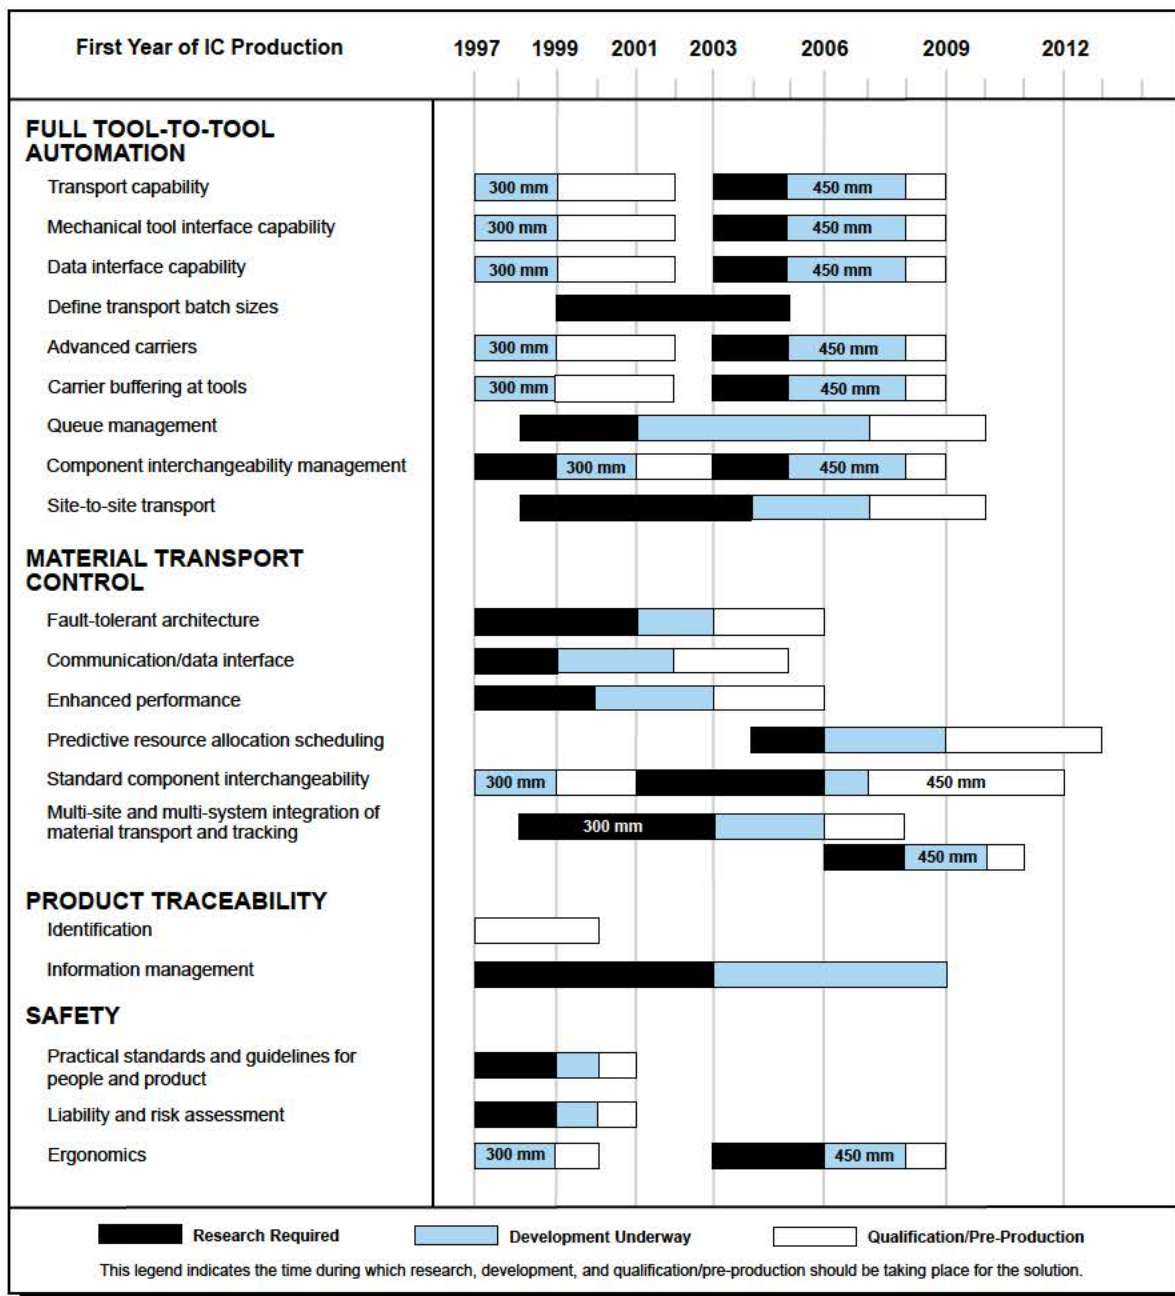 First Year of IC Production 1997 1999 2001 2003 2006 2009 2012
FULL TOOL-TO-TOOL
AUTOMATION
Transport capability 300 mm 450 mm
Mechanical tool interface capability 300 mm 450 mm
Data interface capability 300 mm 450 mm
Define transport batch sizes
Advanced carriers 300 mm 450 mm
Carrier buffering at tools 300 mm 450 mm
Queue management
Component interchangeability management 300 mm 450 mm
Site-to-site transport
MATERIAL TRANSPORT
CONTROL
Fault-tolerant architecture
Communication/data interface
Enhanced performance
Predictive resource allocation scheduling
Standard component interchangeability 300 mm 450 mm
Multi-site and multi-system integration of
material transport and tracking 300 mm
450 mm
PRODUCT TRACEABILITY
Identification
Information management
SAFETY
Practical standards and guidelines for
people and product
Liability and risk assessment
Ergonomics 300 mm 450 mm
Research Required Development Underway Qualification/Pre-Production
This legend indicates the time during which research, development, and qualification/pre-production should be taking place for the solution.